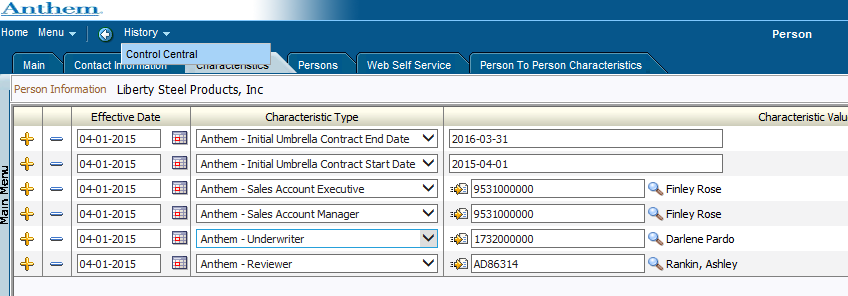 Anthem
Home Menu History Person
Control Central
Main Contact Information Characteristics Persons Web Self Service Person To Person Characteristics
Person Information Liberty Steel Products, Inc
Effective Date Characteristic Type Characteristic Valu
04-01-2015 Anthem - Initial Umbrella Contract End Date 2016-03-31
04-01-2015 Anthem - Initial Umbrella Contract Start Date 2015-04-01
04-01-2015 Anthem - Sales Account Executive 9531000000 Finley Rose
04-01-2015 Anthem - Sales Account Manager 9531000000 Finley Rose
04-01-2015 Anthem - Underwriter 1732000000 Darlene Pardo
04-01-2015 Anthem - Reviewer AD86314 Rankin, Ashley
Main Menu